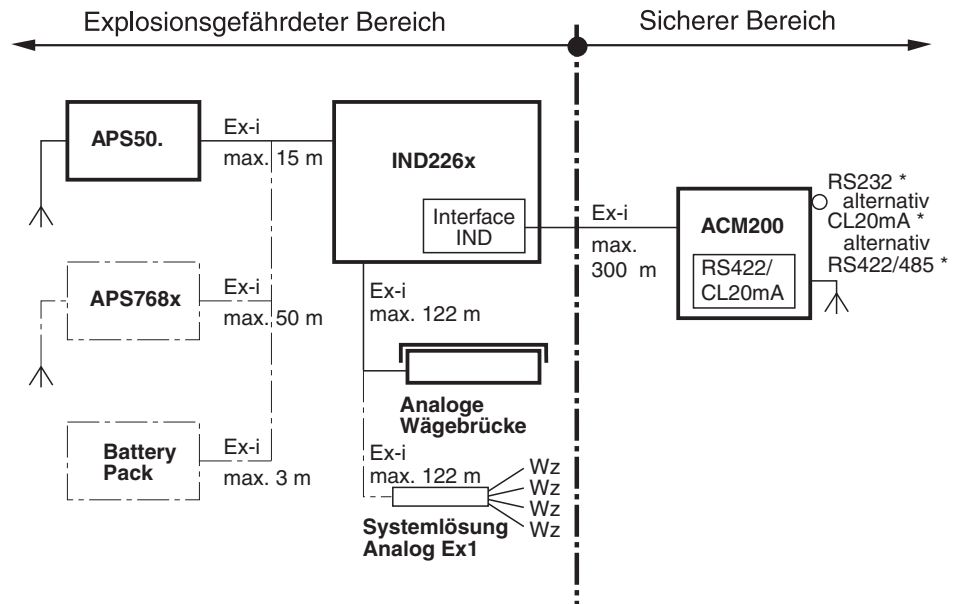 Explosionsgefährdeter Bereich
Sicherer Bereich
APS50.
Ex-i
max. 15 m
IND226x
Interface
IND
Ex-i
max.
300 m
ACM200
RS422/
CL20mA
RS232 *
alternativ
CL20mA *
alternativ
RS422/485 *
APS768x
Ex-i
max. 50 m
Ex-i
max. 122 m
Analoge
Wägebrücke
Battery
Pack
Ex-i
max. 3 m
Ex-i
max. 122 m
Wz
Wz
Wz
Wz
Systemlösung
Analog Ex1